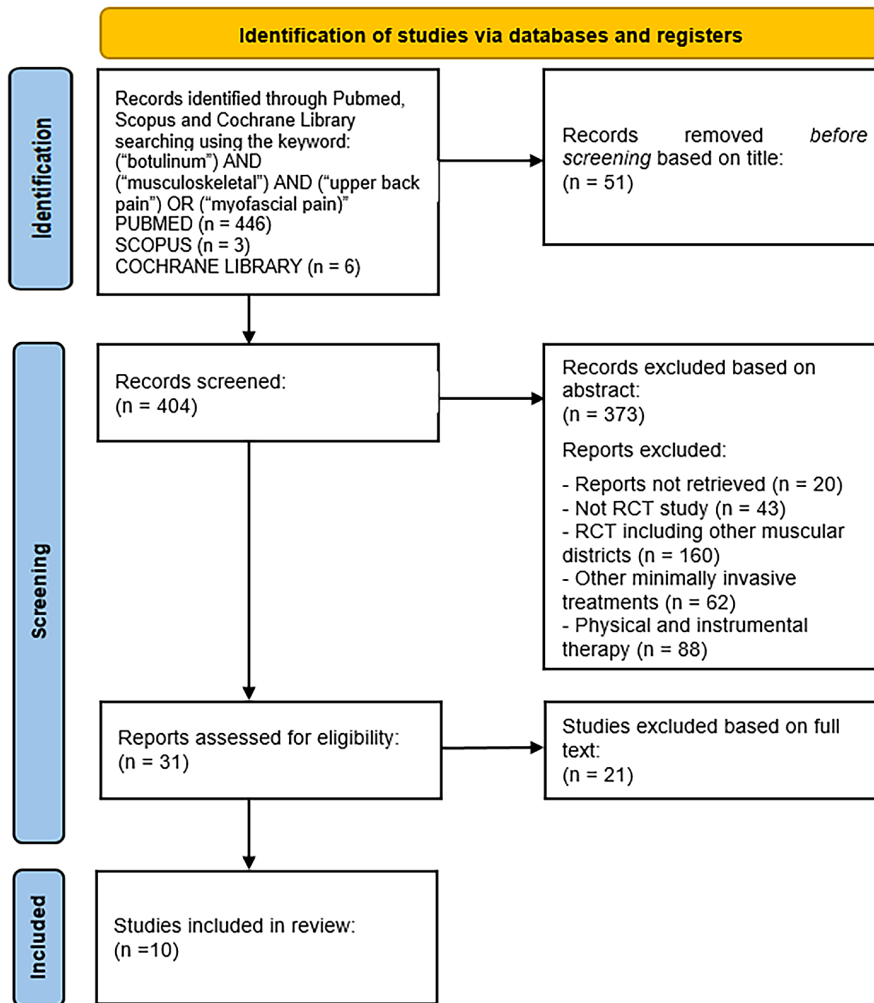 Identification of studies via databases and registers
Identification
Records identified through Pubmed,
Scopus and Cochrane Library
searching using the keyword:
(“botulinum”) AND
(“musculoskeletal”) AND (“upper back
pain”) OR (“myofascial pain)”
PUBMED (n = 446)
SCOPUS (n = 3)
COCHRANE LIBRARY (n = 6)
Records removed before
screening based on title:
(n = 51)
Screening
Records screened:
(n = 404)
Records excluded based on
abstract:
(n = 373)
Reports excluded:
- Reports not retrieved (n = 20)
- Not RCT study (n = 43)
- RCT including other muscular
districts (n = 160)
- Other minimally invasive
treatments (n = 62)
- Physical and instrumental
therapy (n = 88)
Reports assessed for eligibility:
(n = 31)
Studies excluded based on full
text:
(n = 21)
Included
Studies included in review:
(n =10)